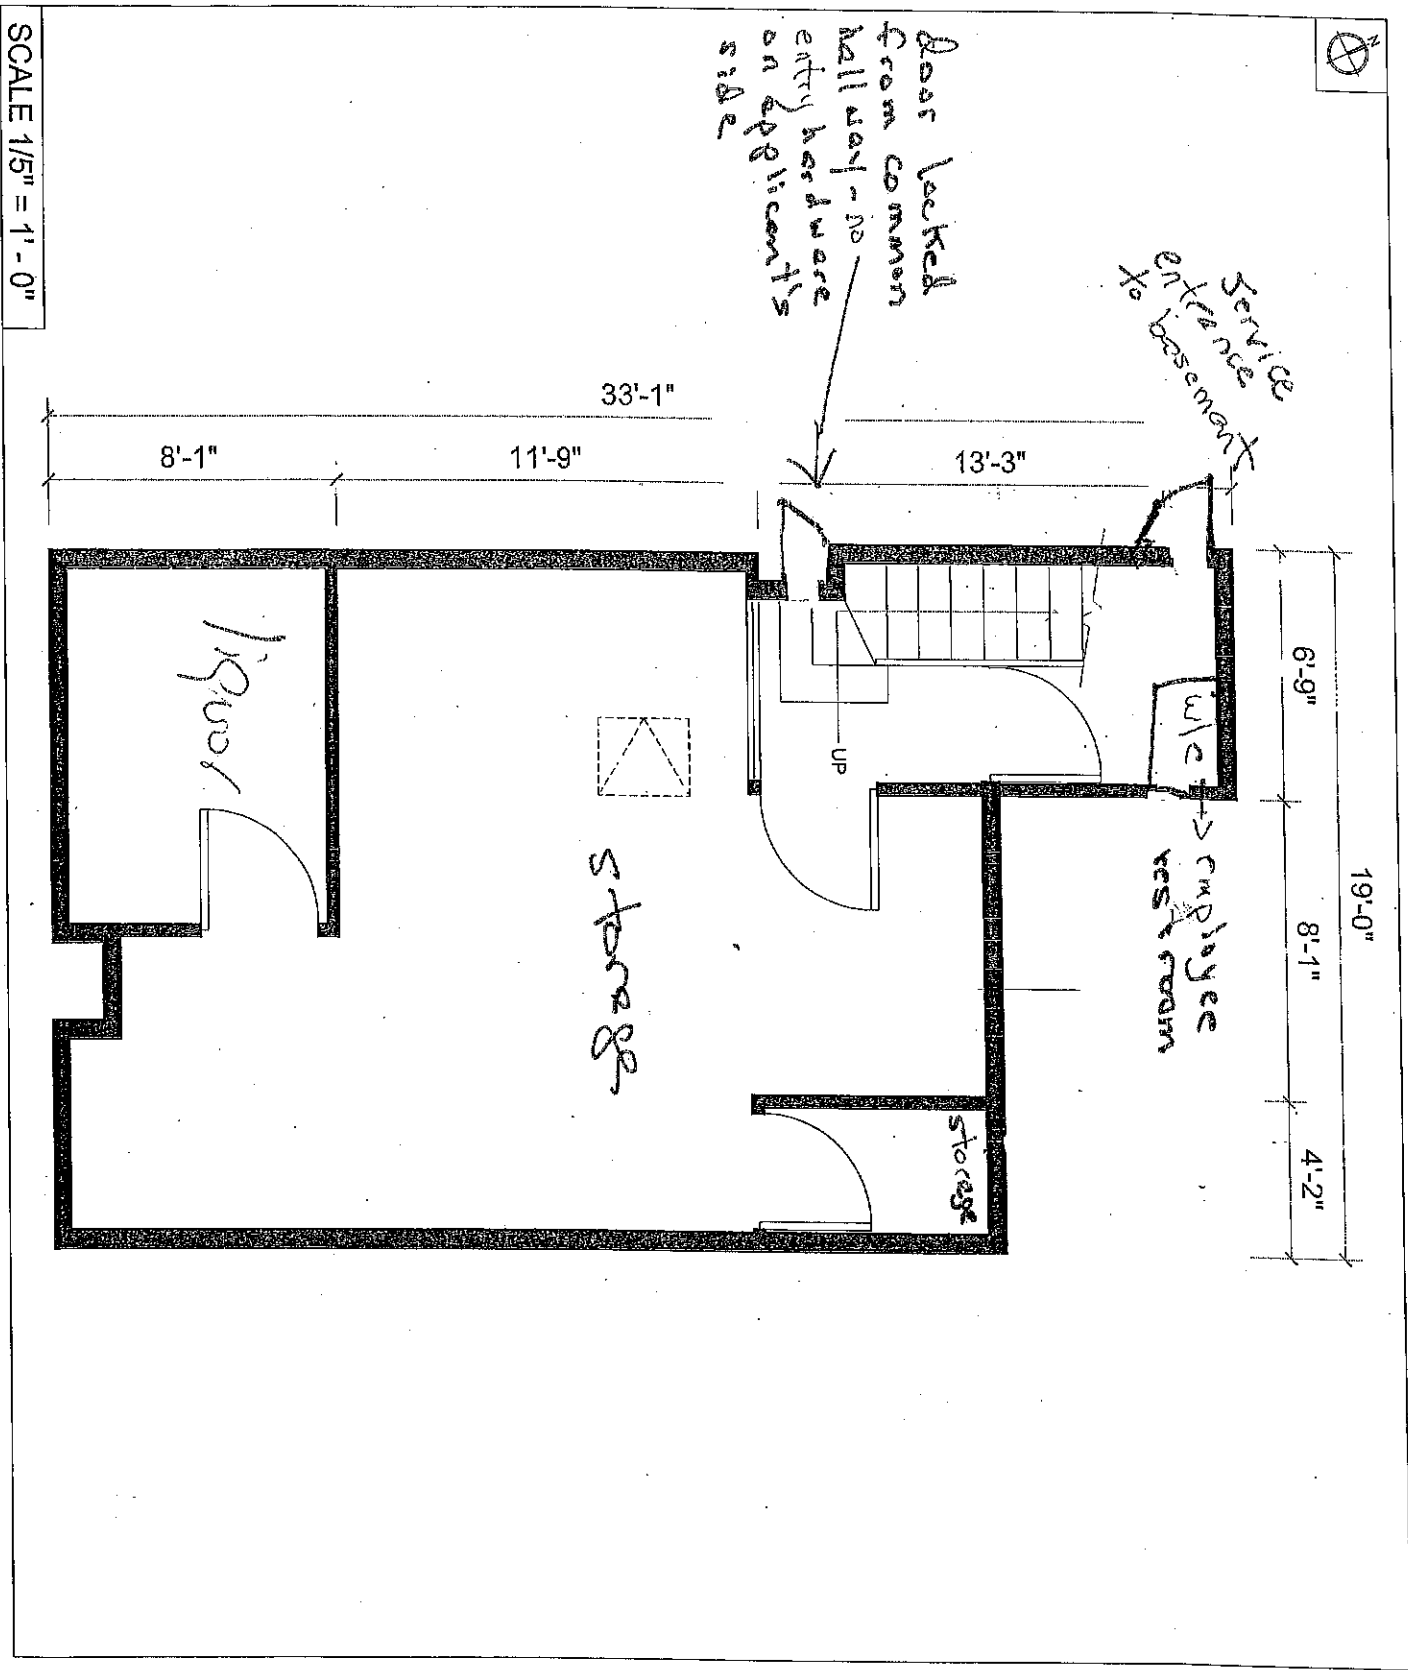 N
Door locked
from common
hallway - no
entry hardware
on applicant's
side
Service
entrance
to basement
33'-1"
8'-1"
11'-9"
13'-3"
19'-0"
6'-9"
8'-1"
4'-2"
w/c → employee
rest room
UP
liquor
storage
storage
SCALE 1/5" = 1' - 0"